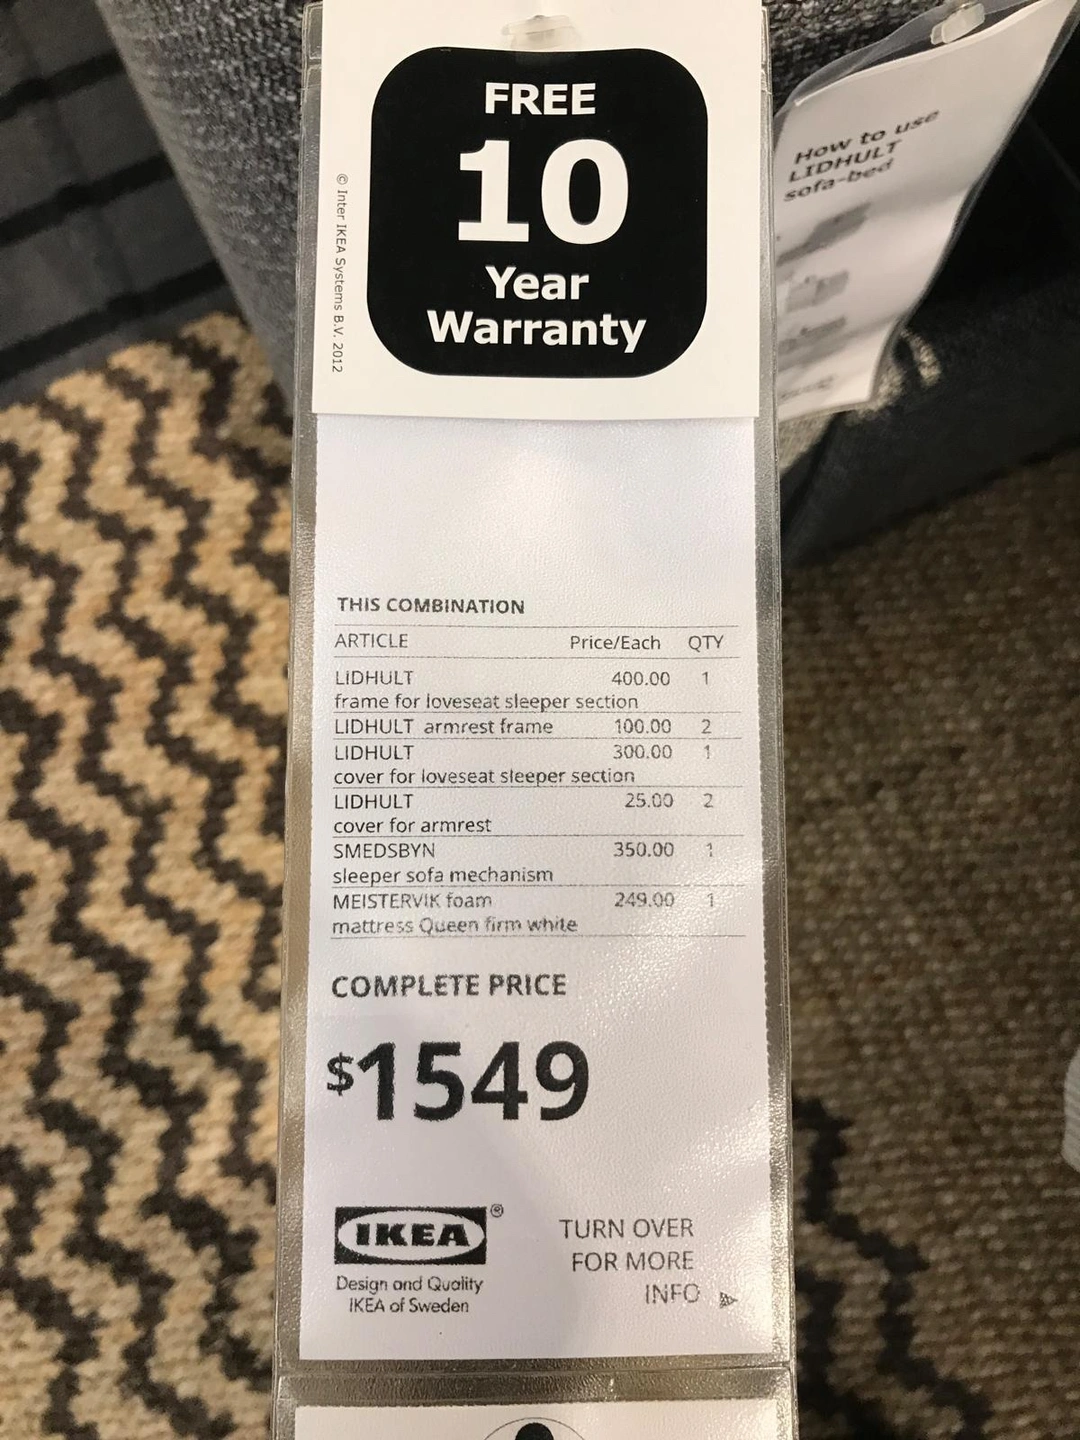 FREE
10
Year
Warranty
© Inter IKEA Systems B.V. 2012
How to use
LIDHULT
sofa-bed
THIS COMBINATION
ARTICLE Price/Each QTY
LIDHULT 400.00 1
frame for loveseat sleeper section
LIDHULT armrest frame 100.00 2
LIDHULT 300.00 1
cover for loveseat sleeper section
LIDHULT 25.00 2
cover for armrest
SMEDSBYN 350.00 1
sleeper sofa mechanism
MEISTERVIK foam 249.00 1
mattress Queen firm white
COMPLETE PRICE
$1549
IKEA®
Design and Quality
IKEA of Sweden
TURN OVER
FOR MORE
INFO